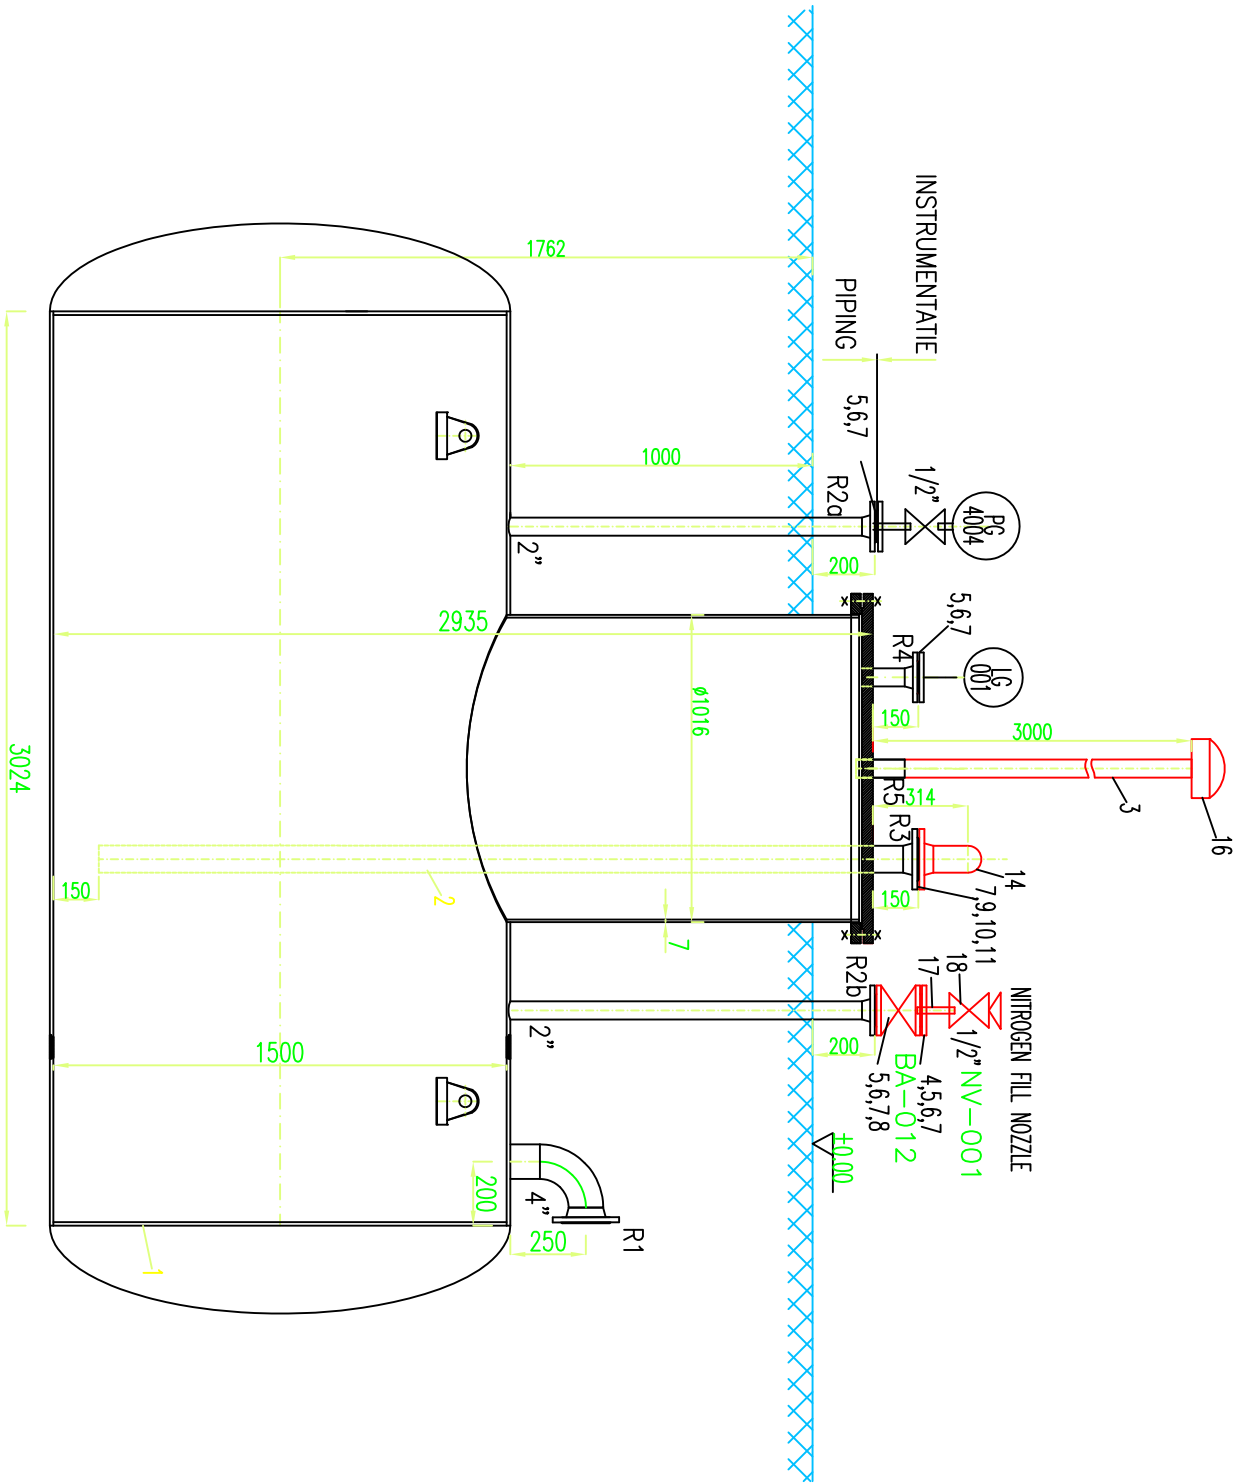 INSTRUMENTATIE
PIPING
5,6,7
1/2"
PG
4004
R2a
2"
200
1000
1762
5,6,7
LG
001
R4
150
3000
16
3
R5
314
R3
14
7,9,10,11
150
2935
ø1016
7
2
150
NITROGEN FILL NOZZLE
18
17
1/2"
NV-001
4,5,6,7
BA-012
5,6,7,8
R2b
2"
200
±0.00
1500
4"
200
250
R1
1
3024